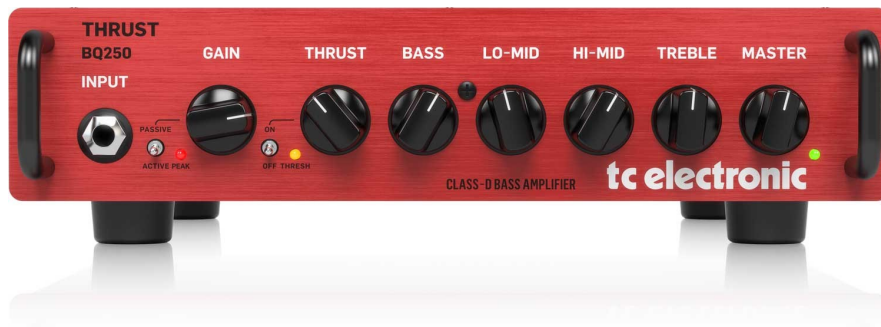 THRUST
BQ250
INPUT
GAIN
THRUST
BASS
LO-MID
HI-MID
TREBLE
MASTER
PASSIVE
ACTIVE
PEAK
ON
OFF
THRESH
CLASS-D BASS AMPLIFIER
tc electronic